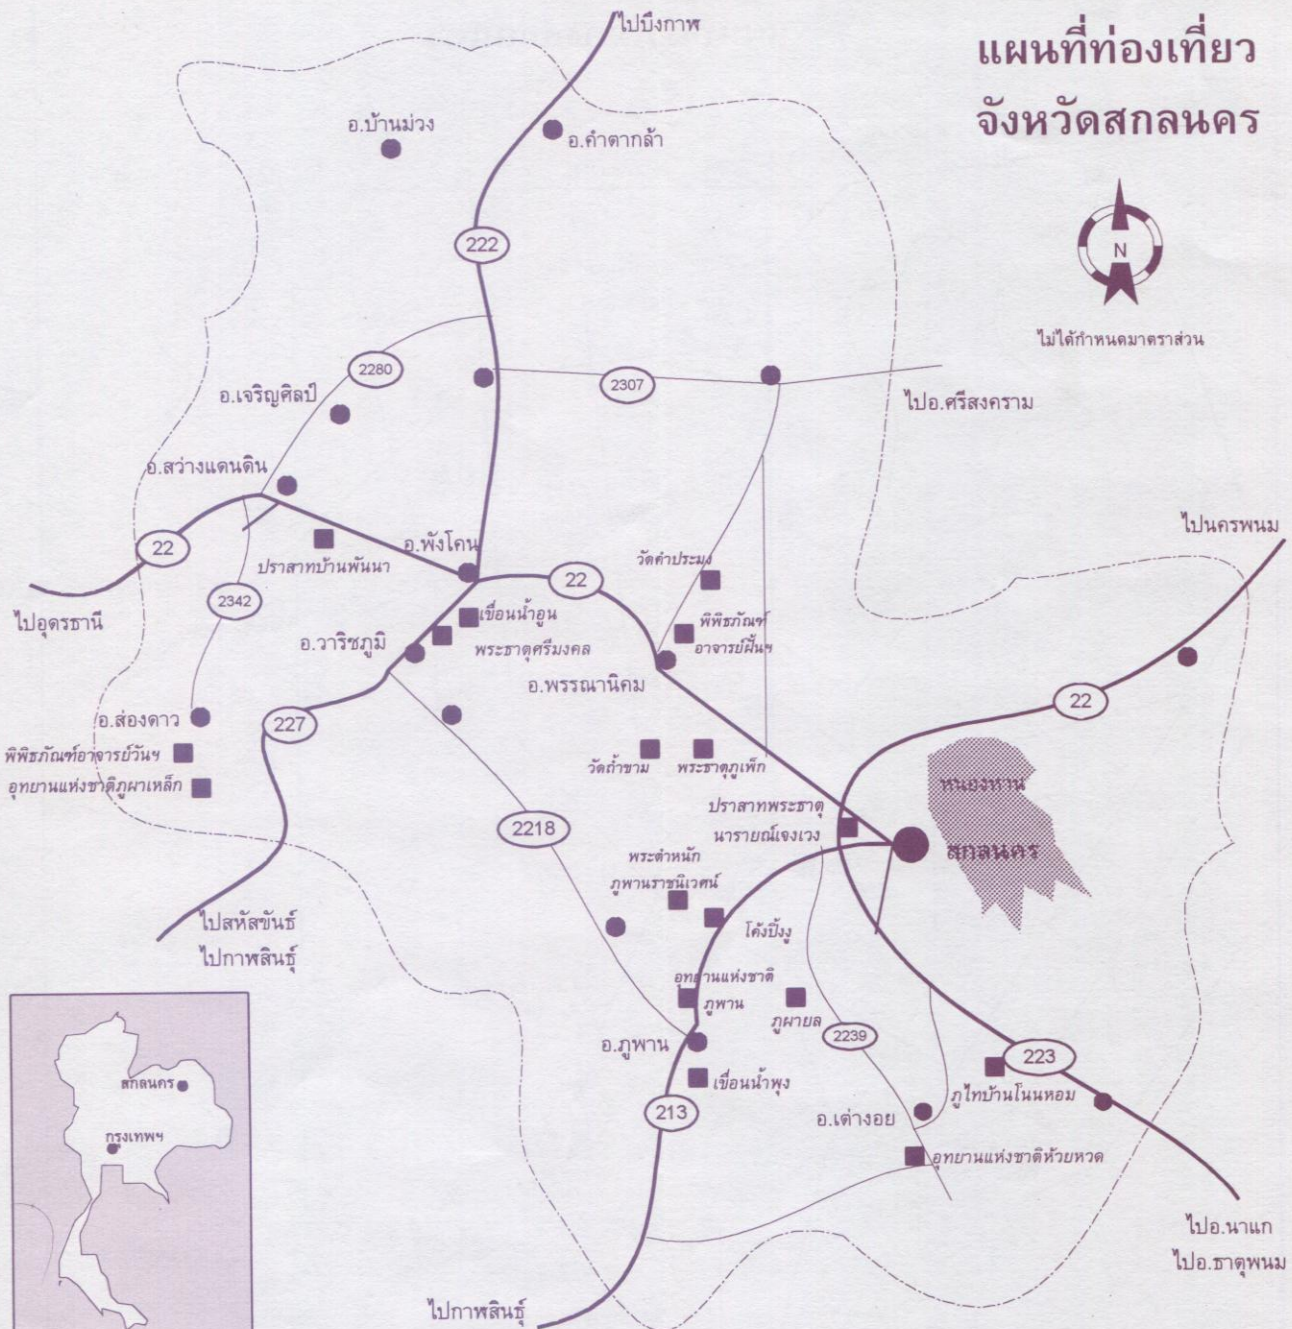 ไปบึงกาฬ
แผนที่ท่องเที่ยว
จังหวัดสกลนคร
อ.บ้านม่วง
อ.คำตากล้า
222
N
ไม่ได้กำหนดมาตราส่วน
2280
2307
อ.เจริญศิลป์
ไปอ.ศรีสงคราม
อ.สว่างแดนดิน
ไปนครพนม
22
อ.พังโคน
ปราสาทบ้านพันนา
22
วัดคำประมง
2342
ไปอุดรธานี
เขื่อนน้ำอูน
พิพิธภัณฑ์
อาจารย์ฝั้นฯ
อ.วาริชภูมิ
พระธาตุศรีมงคล
อ.พรรณานิคม
22
อ.ส่องดาว
227
พิพิธภัณฑ์อาจารย์วันฯ
อุทยานแห่งชาติภูผาเหล็ก
วัดถ้ำขาม
พระธาตุภูเพ็ก
หนองหาน
ปราสาทพระธาตุ
นารายณ์เจงเวง
2218
สกลนคร
พระตำหนัก
ภูพานราชนิเวศน์
ไปสหัสขันธ์
ไปกาฬสินธุ์
โค้งปิ้งงู
อุทยานแห่งชาติ
ภูพาน
ภูผายล
2239
อ.ภูพาน
223
เขื่อนน้ำพุง
ภูไทบ้านโนนหอม
213
อ.เต่างอย
อุทยานแห่งชาติห้วยหวด
สกลนคร
กรุงเทพฯ
ไปอ.นาแก
ไปอ.ธาตุพนม
ไปกาฬสินธุ์